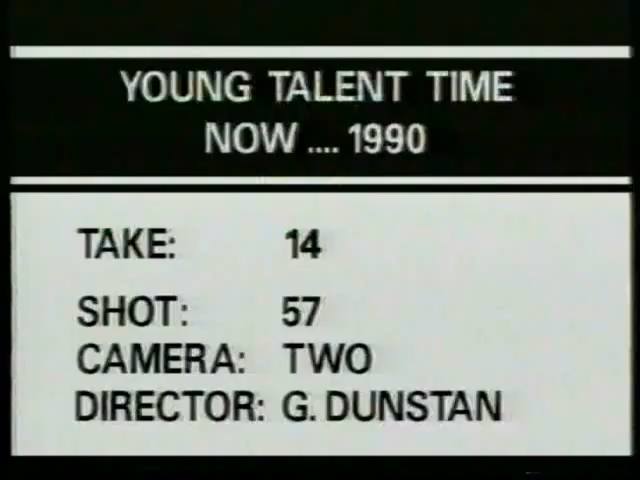 YOUNG TALENT TIME
NOW .... 1990
TAKE: 14
SHOT: 57
CAMERA: TWO
DIRECTOR: G. DUNSTAN